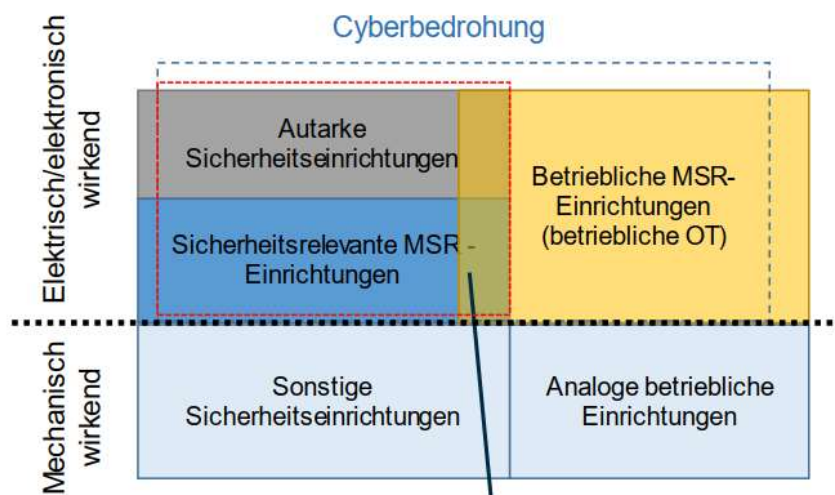 Cyberbedrohung
Elektrisch/elektronisch
wirkend
Autarke
Sicherheitseinrichtungen
Betriebliche MSR-
Einrichtungen
(betriebliche OT)
Sicherheitsrelevante MSR -
Einrichtungen
Mechanisch
wirkend
Sonstige
Sicherheitseinrichtungen
Analoge betriebliche
Einrichtungen